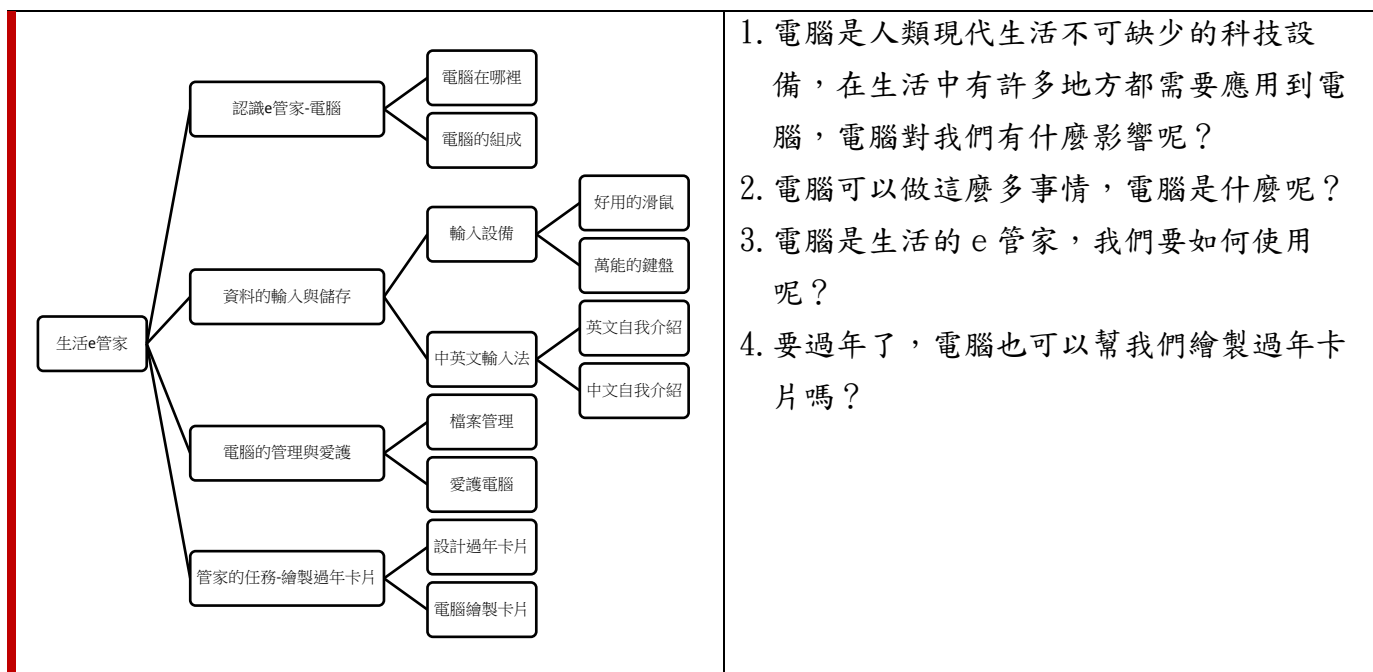 生活e管家
認識e管家-電腦
電腦在哪裡
電腦的組成
資料的輸入與儲存
輸入設備
好用的滑鼠
萬能的鍵盤
中英文輸入法
英文自我介紹
中文自我介紹
電腦的管理與愛護
檔案管理
愛護電腦
管家的任務-繪製過年卡片
設計過年卡片
電腦繪製卡片
1. 電腦是人類現代生活不可缺少的科技設
備，在生活中有許多地方都需要應用到電
腦，電腦對我們有什麼影響呢？
2. 電腦可以做這麼多事情，電腦是什麼呢？
3. 電腦是生活的 e 管家，我們要如何使用
呢？
4. 要過年了，電腦也可以幫我們繪製過年卡
片嗎？